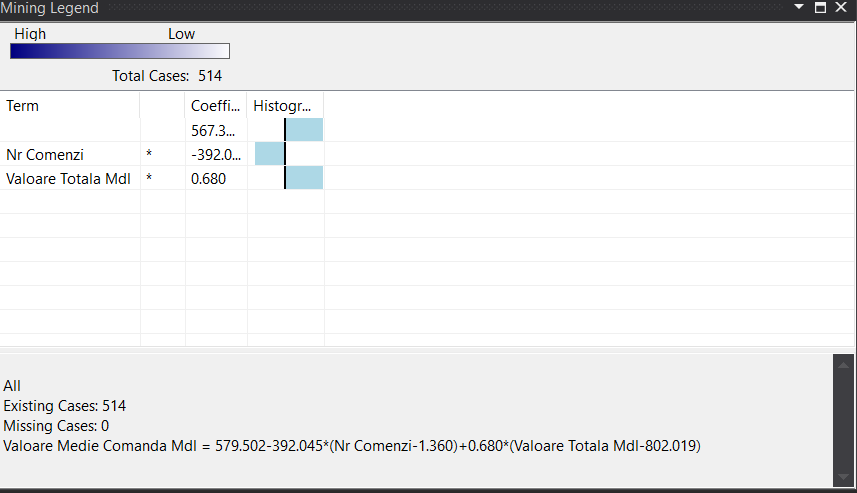 Mining Legend
High Low
Total Cases: 514
Term Coeffi... Histogr...
567.3...
Nr Comenzi * -392.0...
Valoare Totala Mdl * 0.680
All
Existing Cases: 514
Missing Cases: 0
Valoare Medie Comanda Mdl = 579.502-392.045*(Nr Comenzi-1.360)+0.680*(Valoare Totala Mdl-802.019)